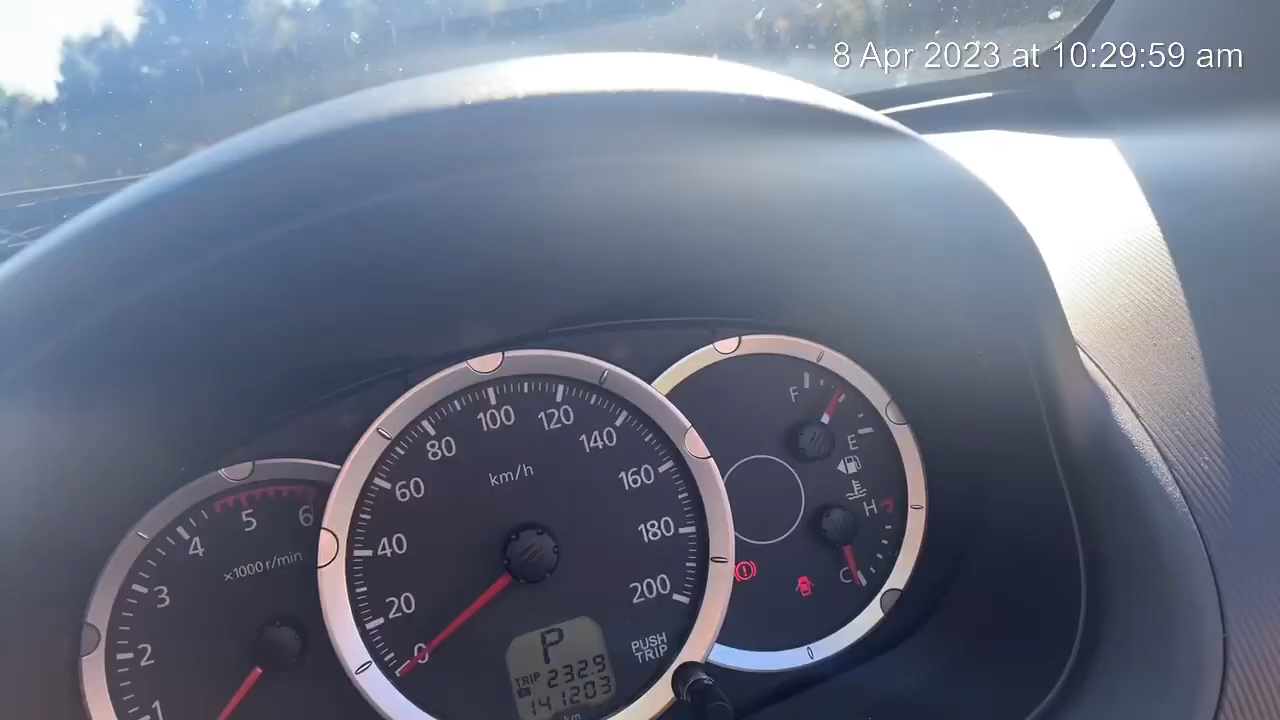 8 Apr 2023 at 10:29:59 am
1
2
3
4
5
6
×1000 r/min
0
20
40
60
80
100
120
140
160
180
200
km/h
P
TRIP 232.9
141203
km
PUSH
TRIP
F
E
H
C